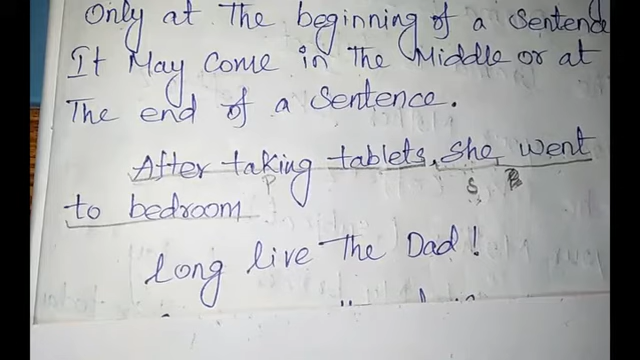 Only at The beginning of a Sentence
It May Come in The Middle or at
The end of a Sentence.
After taking tablets, she went
P S P
to bedroom
long live The Dad!